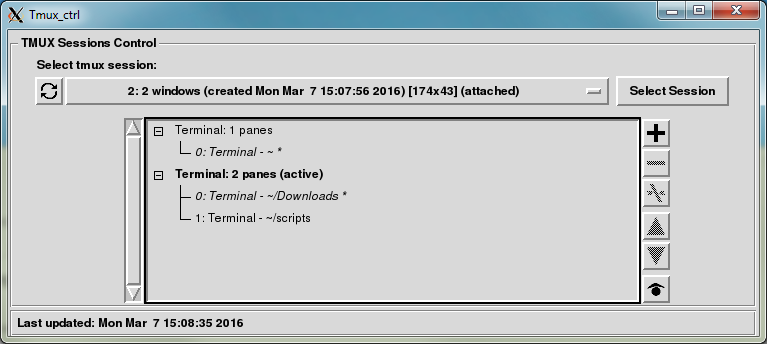 Tmux_ctrl
TMUX Sessions Control
Select tmux session:
2: 2 windows (created Mon Mar  7 15:07:56 2016) [174x43] (attached)
Select Session
Terminal: 1 panes
0: Terminal - ~ *
Terminal: 2 panes (active)
0: Terminal - ~/Downloads *
1: Terminal - ~/scripts
Last updated: Mon Mar  7 15:08:35 2016